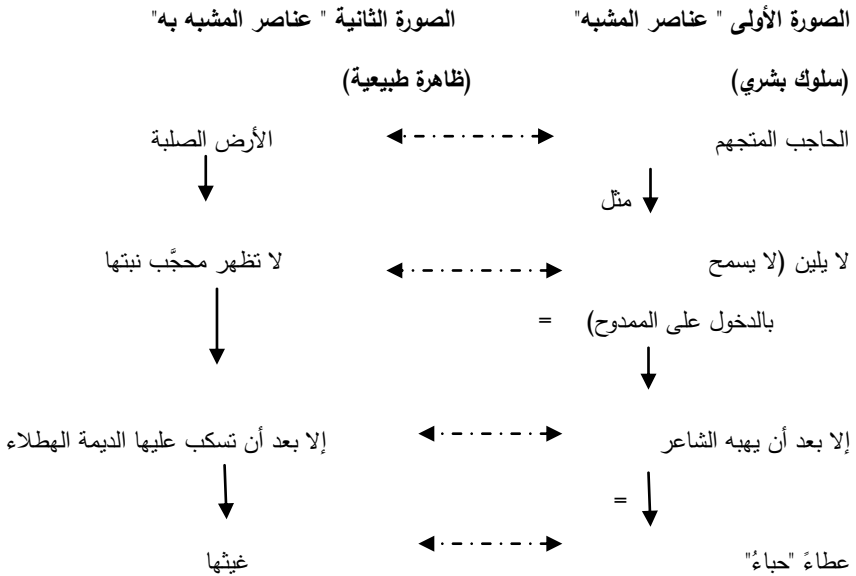 الصورة الأولى " عناصر المشبه" الصورة الثانية " عناصر المشبه به"
(سلوك بشري) (ظاهرة طبيعية)
الحاجب المتجهم الأرض الصلبة
مثل
لا يلين (لا يسمح لا تظهر محجَّب نبتها
بالدخول على الممدوح) =
إلا بعد أن يهبه الشاعر إلا بعد أن تسكب عليها الديمة الهطلاء
=
عطاءً "حباءُ" غيثها